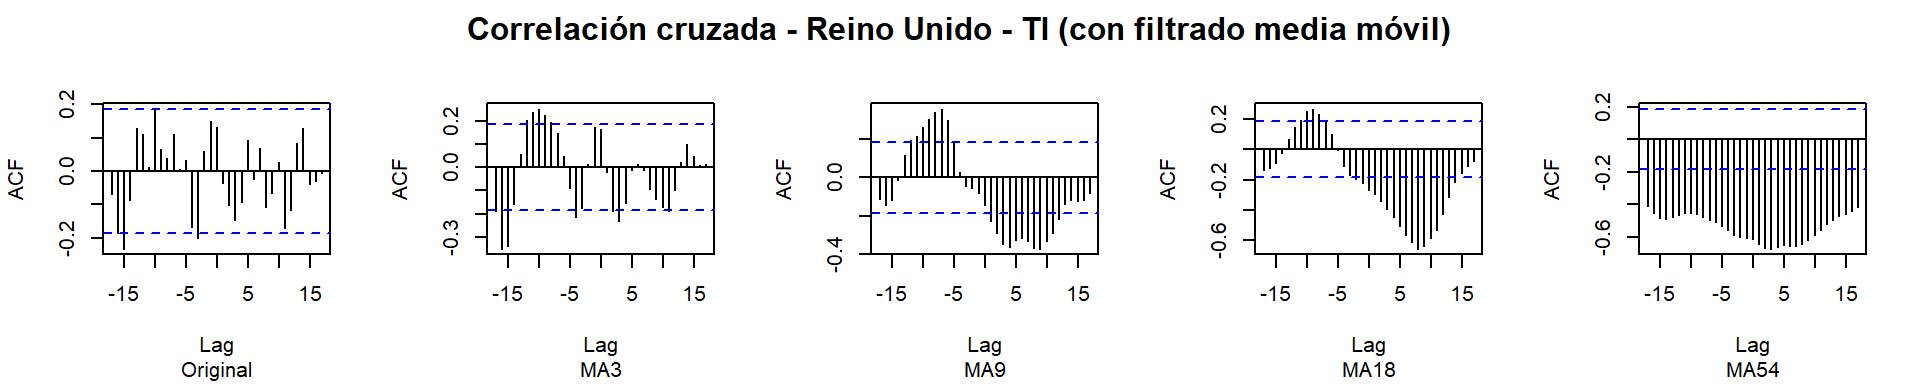 Correlación cruzada - Reino Unido - TI (con filtrado media móvil)
ACF
0.2
0.0
-0.2
-15
-5
5
15
Lag
Original
ACF
0.2
0.0
-0.3
-15
-5
5
15
Lag
MA3
ACF
0.0
-0.4
-15
-5
5
15
Lag
MA9
ACF
0.2
-0.2
-0.6
-15
-5
5
15
Lag
MA18
ACF
0.2
-0.2
-0.6
-15
-5
5
15
Lag
MA54